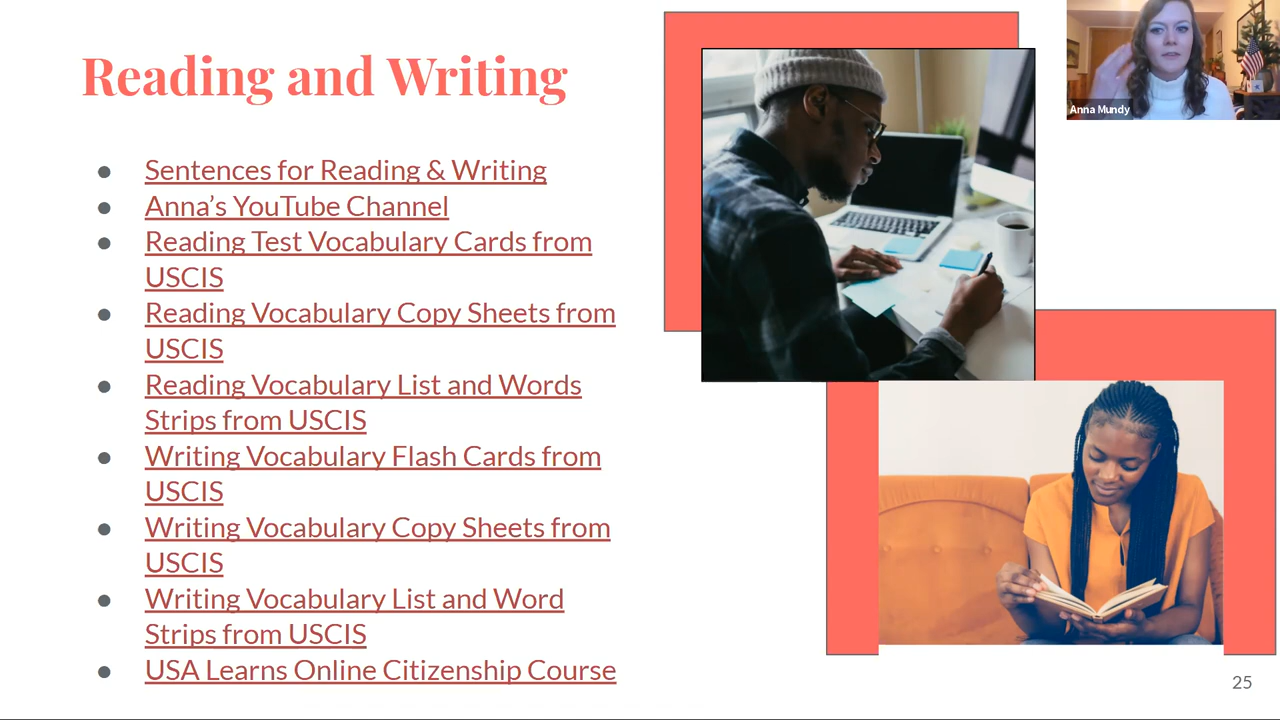 Reading and Writing
● Sentences for Reading & Writing
● Anna’s YouTube Channel
● Reading Test Vocabulary Cards from
USCIS
● Reading Vocabulary Copy Sheets from
USCIS
● Reading Vocabulary List and Words
Strips from USCIS
● Writing Vocabulary Flash Cards from
USCIS
● Writing Vocabulary Copy Sheets from
USCIS
● Writing Vocabulary List and Word
Strips from USCIS
● USA Learns Online Citizenship Course
Anna Mundy
25